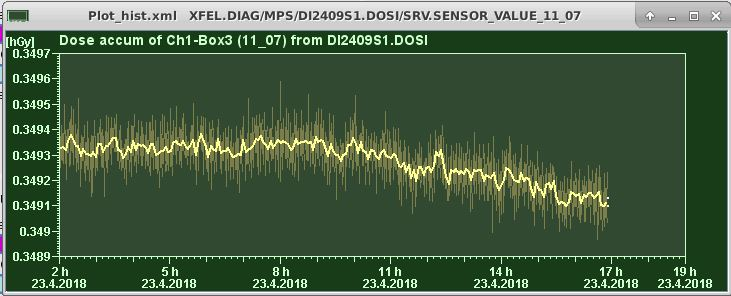 Plot_hist.xml XFEL.DIAG/MPS/DI2409S1.DOSI/SRV.SENSOR_VALUE_11_07
[hGy] Dose accum of Ch1-Box3 (11_07) from DI2409S1.DOSI
0.3497
0.3496
0.3495
0.3494
0.3493
0.3492
0.3491
0.349
0.3489
2 h 5 h 8 h 11 h 14 h 17 h 19 h
23.4.2018 23.4.2018 23.4.2018 23.4.2018 23.4.2018 23.4.2018 23.4.2018